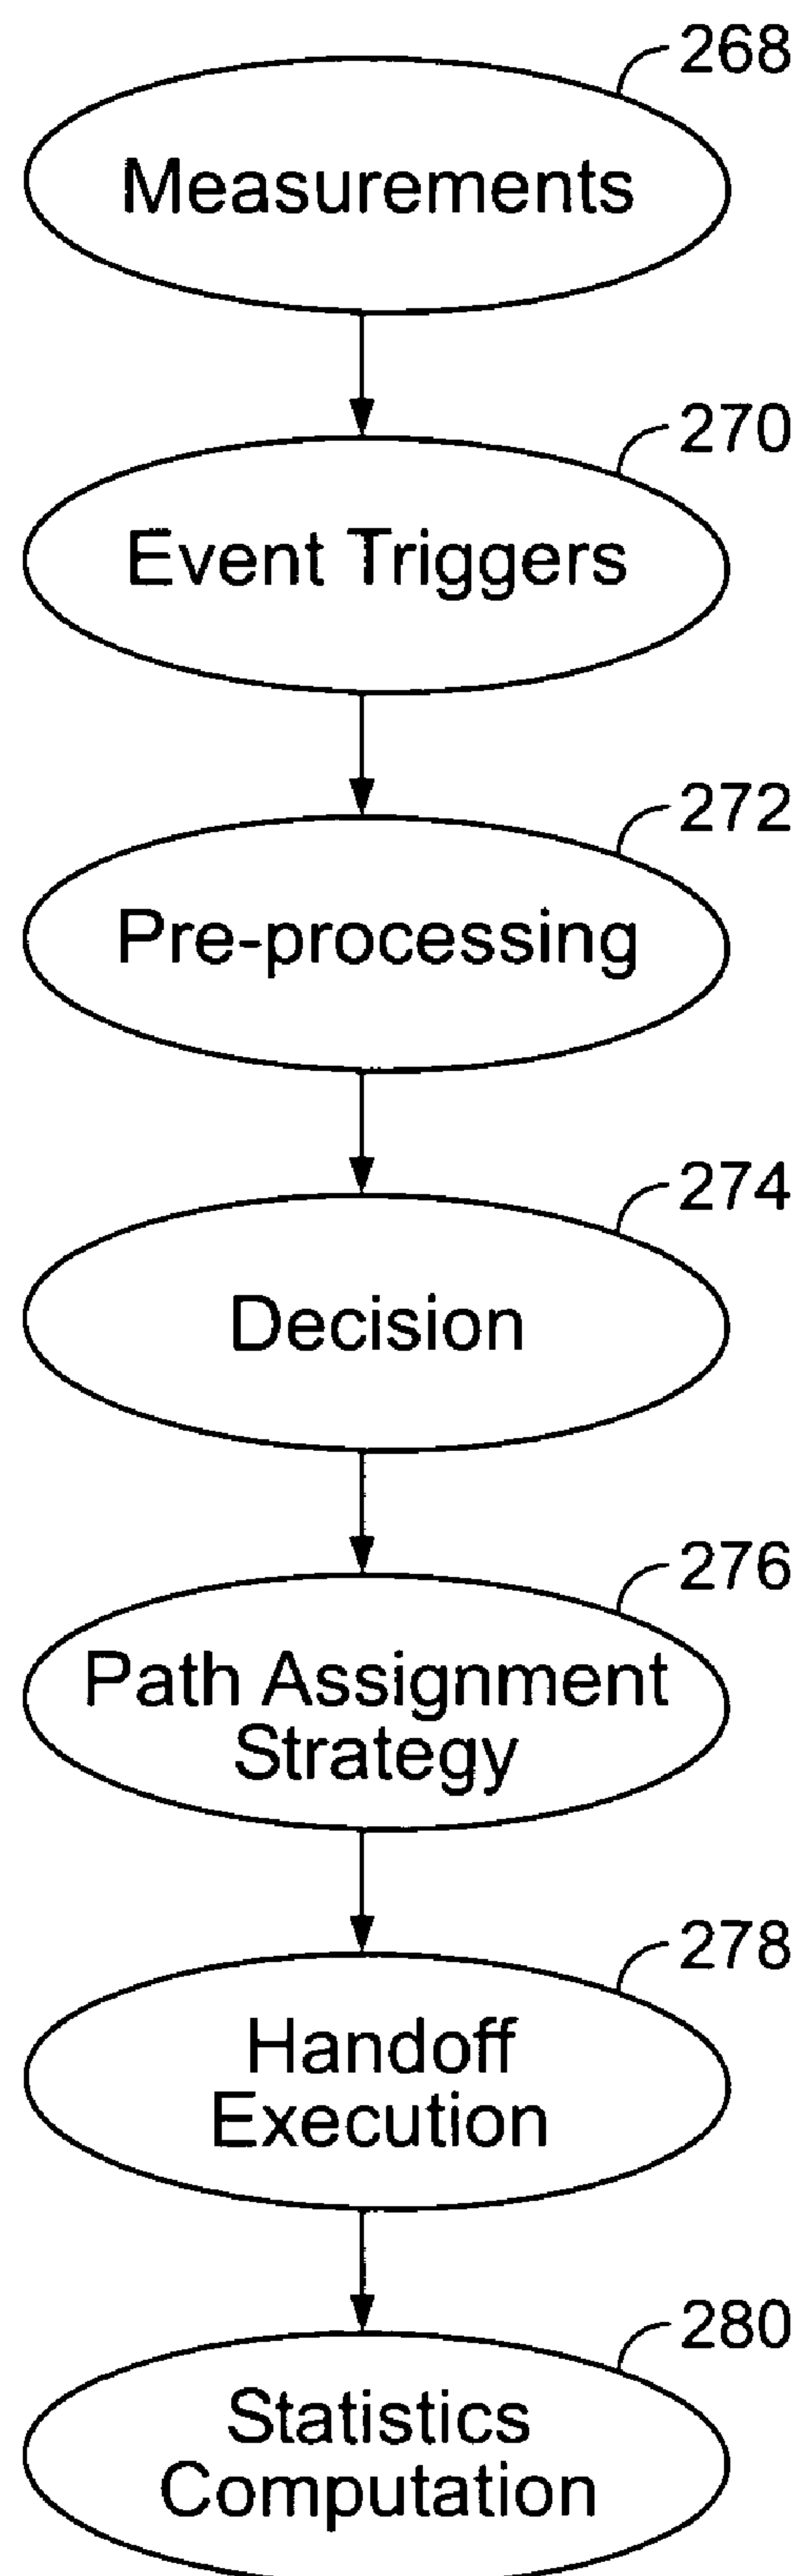 268
Measurements
270
Event Triggers
272
Pre-processing
274
Decision
276
Path Assignment
Strategy
278
Handoff
Execution
280
Statistics
Computation